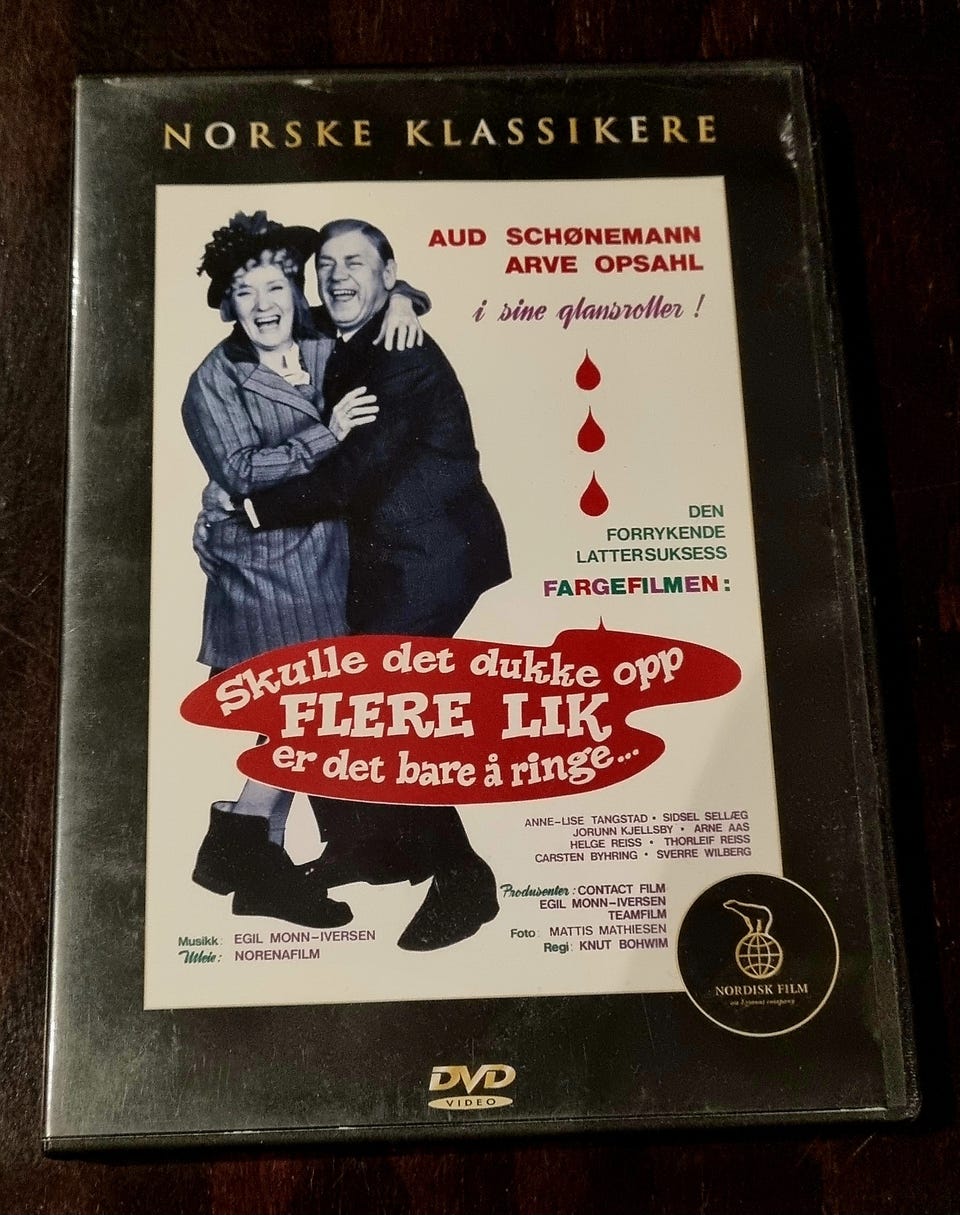 NORSKE KLASSIKERE
AUD SCHØNEMANN
ARVE OPSAHL
i sine glansroller !
DEN
FORRYKENDE
LATTERSUKSESS
FARGEFILMEN :
Skulle det dukke opp
FLERE LIK
er det bare å ringe...
ANNE-LISE TANGSTAD • SIDSEL SELLÆG
JORUNN KJELLSBY • ARNE AAS
HELGE REISS • THORLEIF REISS
CARSTEN BYHRING • SVERRE WILBERG
Produsenter : CONTACT FILM
EGIL MONN-IVERSEN
TEAMFILM
Foto: MATTIS MATHIESEN
Regi: KNUT BOHWIM
Musikk: EGIL MONN-IVERSEN
Utleie: NORENAFILM
NORDISK FILM
an Egmont company
DVD
VIDEO